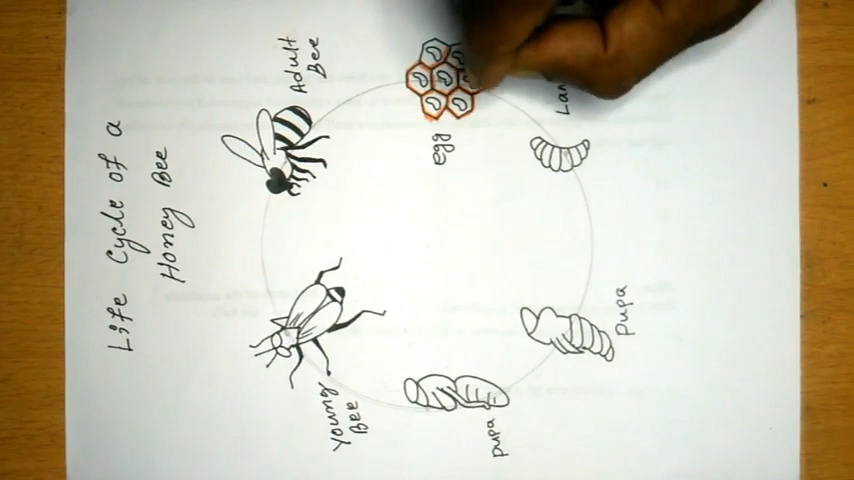 Life Cycle of a
Honey Bee
Adult
Bee
egg
pupa
pupa
Young
Bee